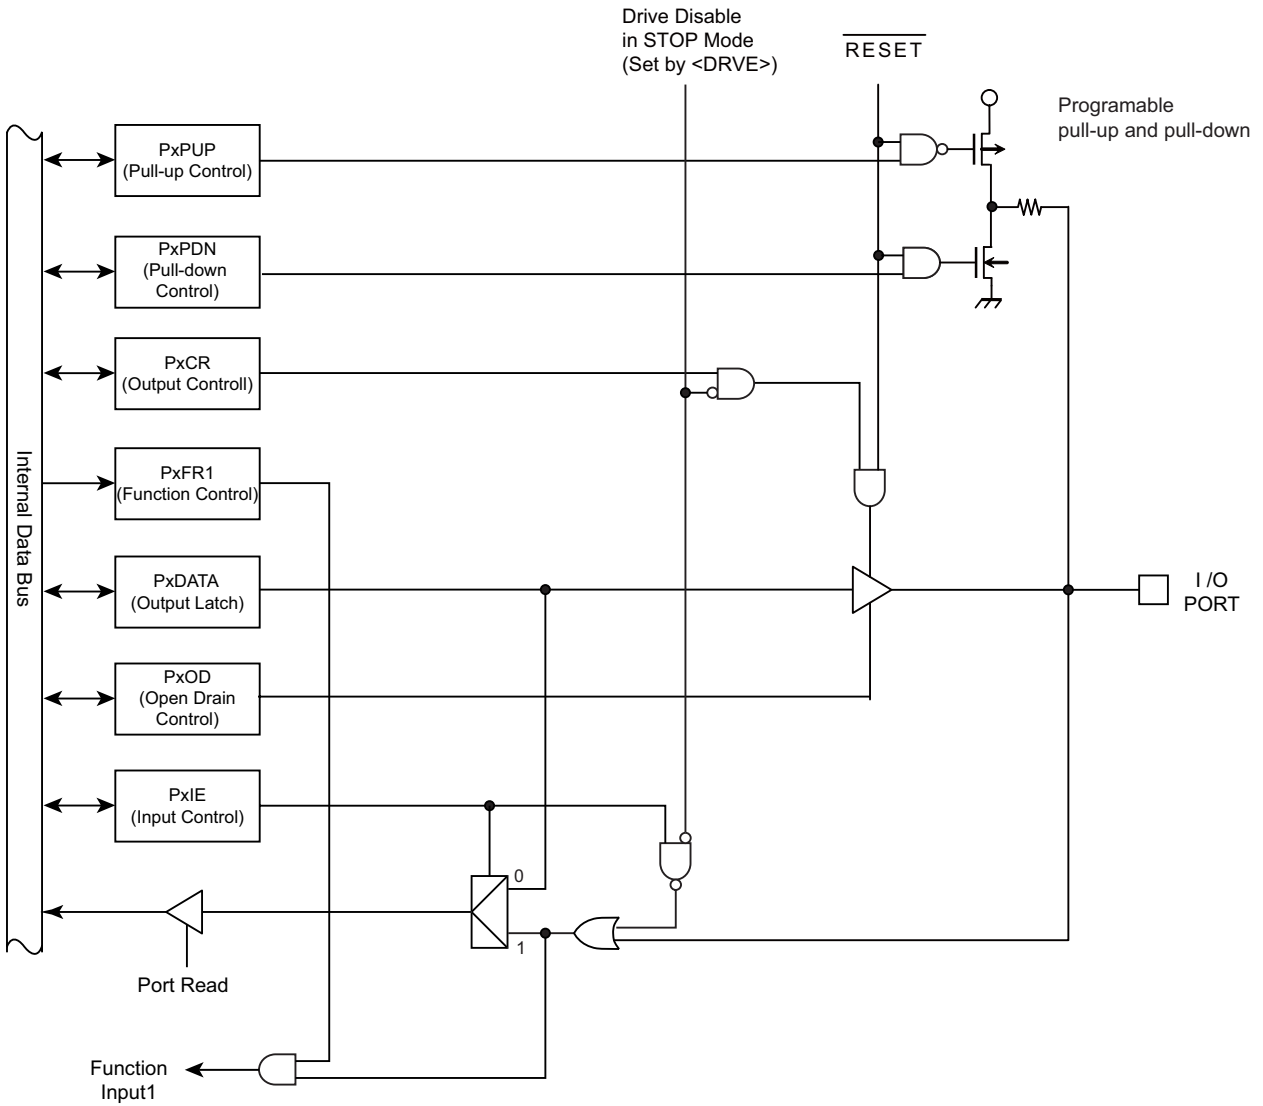 Drive Disable
in STOP Mode
(Set by <DRVE>)
RESET
Programable
pull-up and pull-down
PxPUP
(Pull-up Control)
PxPDN
(Pull-down
Control)
PxCR
(Output Controll)
PxFR1
(Function Control)
Internal Data Bus
PxDATA
(Output Latch)
I /O
PORT
PxOD
(Open Drain
Control)
PxIE
(Input Control)
0
1
Port Read
Function
Input1